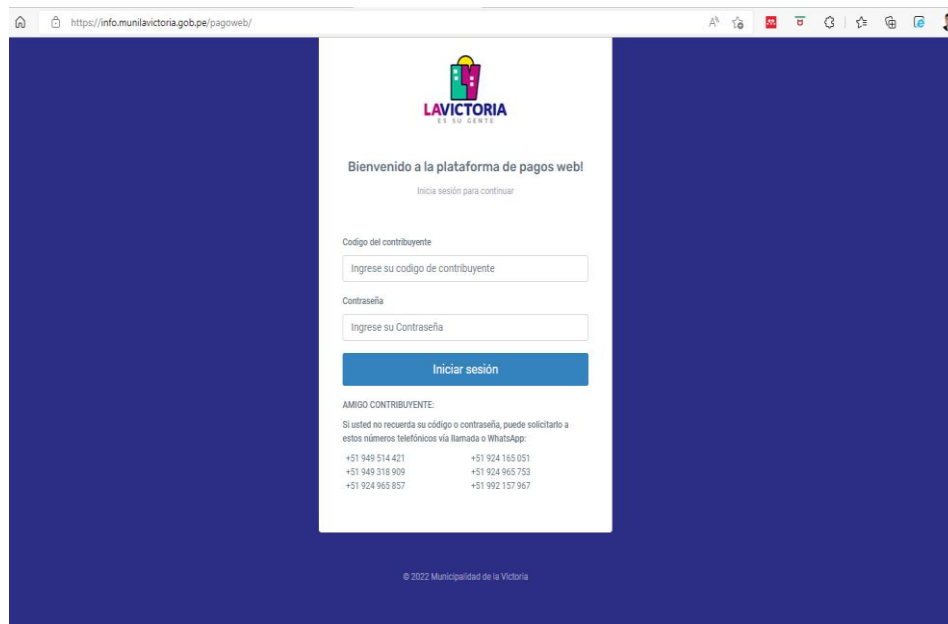 https://info.munilavictoria.gob.pe/pagoweb/
LAVICTORIA
ES SU GENTE
Bienvenido a la plataforma de pagos web!
Inicia sesión para continuar
Codigo del contribuyente
Ingrese su codigo de contribuyente
Contraseña
Ingrese su Contraseña
Iniciar sesión
AMIGO CONTRIBUYENTE:
Si usted no recuerda su código o contraseña, puede solicitarlo a
estos números telefónicos vía llamada o WhatsApp:
+51 949 514 421 +51 924 165 051
+51 949 318 909 +51 924 965 753
+51 924 965 857 +51 992 157 967
© 2022 Municipalidad de la Victoria